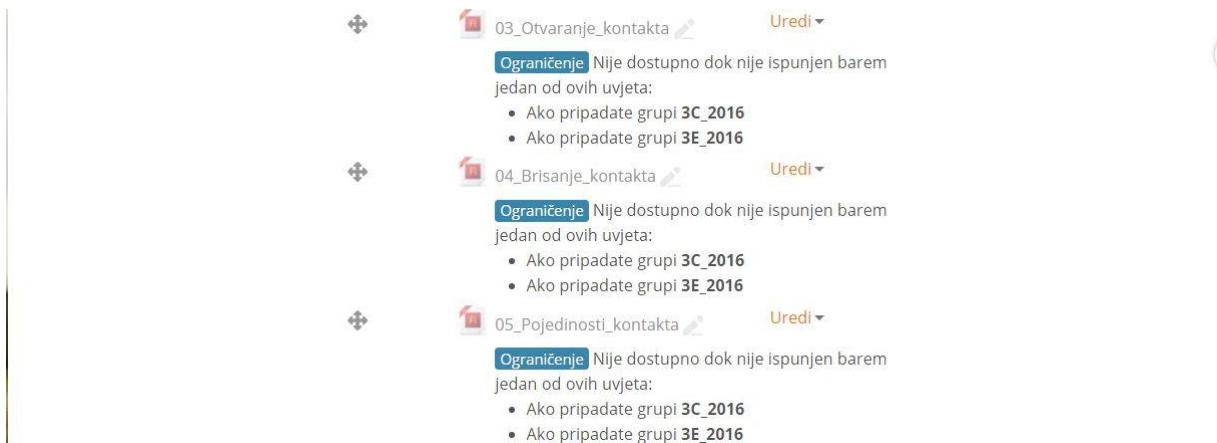 03_Otvaranje_kontakta Uredi
Ograničenje Nije dostupno dok nije ispunjen barem
jedan od ovih uvjeta:
• Ako pripadate grupi 3C_2016
• Ako pripadate grupi 3E_2016
04_Brisanje_kontakta Uredi
Ograničenje Nije dostupno dok nije ispunjen barem
jedan od ovih uvjeta:
• Ako pripadate grupi 3C_2016
• Ako pripadate grupi 3E_2016
05_Pojedinosti_kontakta Uredi
Ograničenje Nije dostupno dok nije ispunjen barem
jedan od ovih uvjeta:
• Ako pripadate grupi 3C_2016
• Ako pripadate grupi 3E_2016